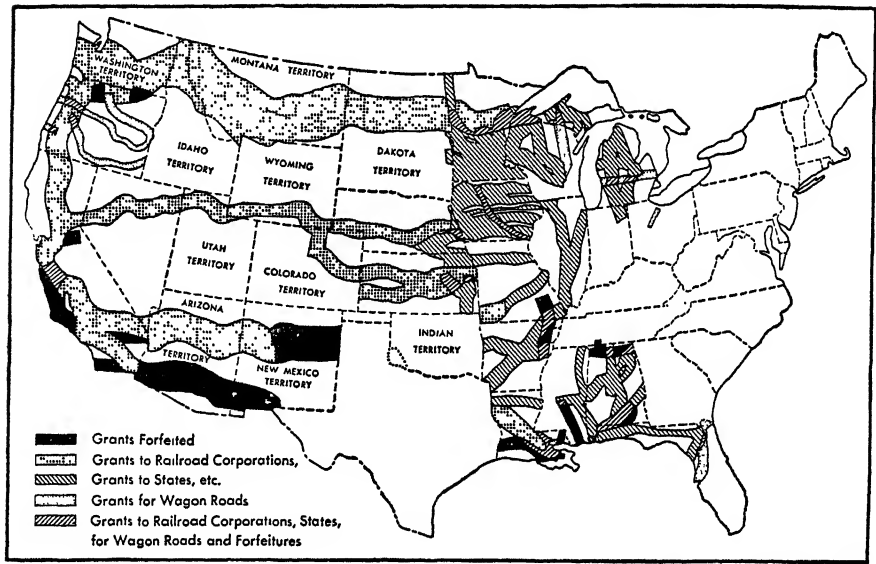 WASHINGTON
TERRITORY
MONTANA TERRITORY
IDAHO
TERRITORY
WYOMING
TERRITORY
DAKOTA
TERRITORY
UTAH
TERRITORY
COLORADO
TERRITORY
ARIZONA
TERRITORY
INDIAN
TERRITORY
NEW MEXICO
TERRITORY
Grants Forfeited
Grants to Railroad Corporations,
Grants to States, etc.
Grants for Wagon Roads
Grants to Railroad Corporations, States,
for Wagon Roads and Forfeitures